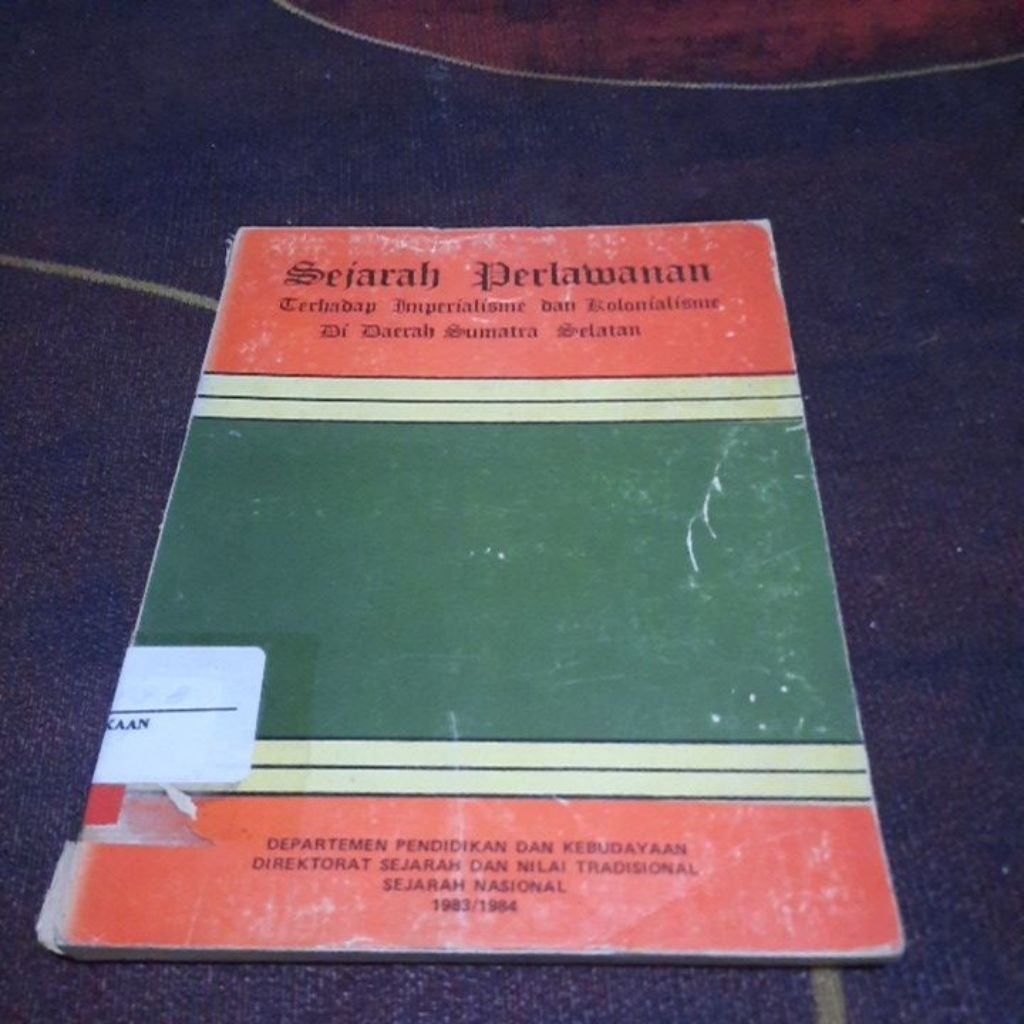 Sejarah Perlawanan
Terhadap Imperialisme dan Kolonialisme
Di Daerah Sumatra Selatan
KAAN
DEPARTEMEN PENDIDIKAN DAN KEBUDAYAAN
DIREKTORAT SEJARAH DAN NILAI TRADISIONAL
SEJARAH NASIONAL
1983/1984